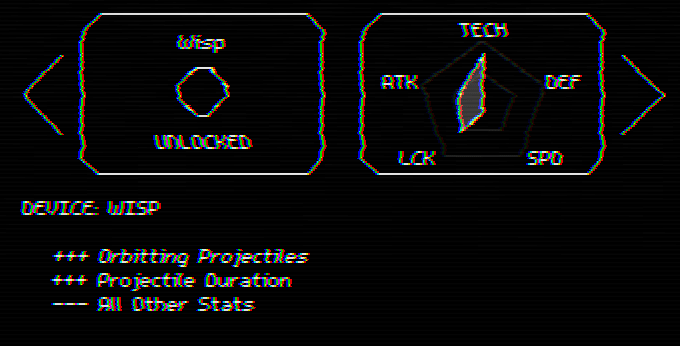 Wisp
UNLOCKED
TECH
ATK
DEF
LCK
SPD
DEVICE: WISP
+++ Orbitting Projectiles
+++ Projectile Duration
--- All Other Stats